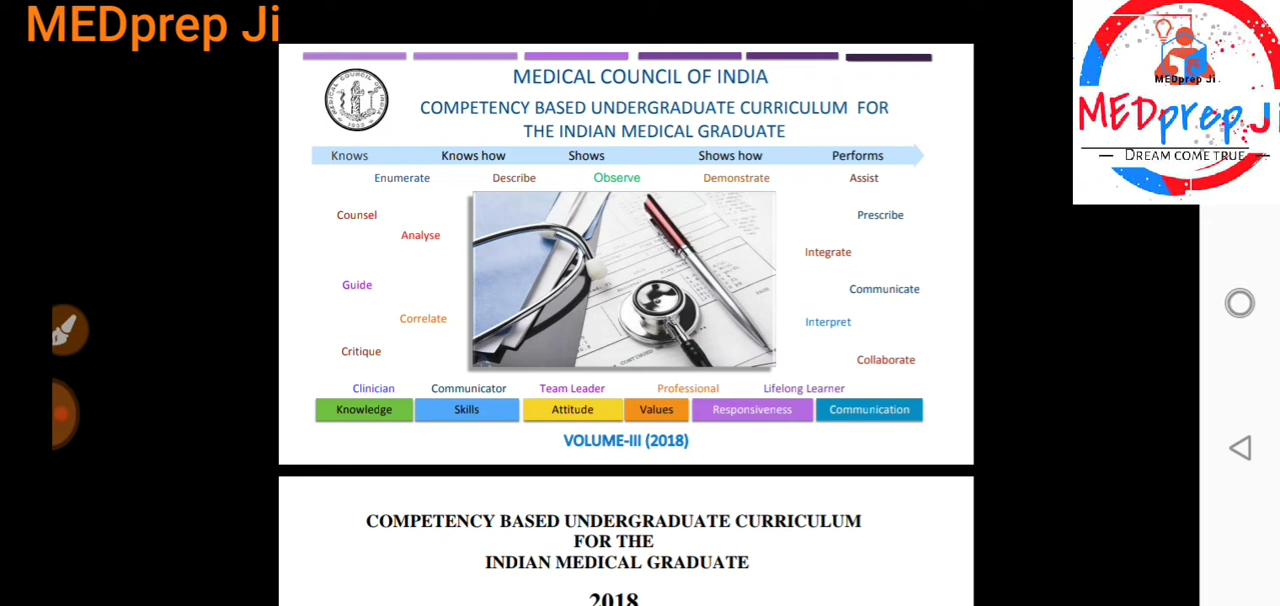 MEDprep Ji
MEDprep Ji .
MEDprep Ji
DREAM COME TRUE
MEDICAL COUNCIL OF INDIA
COMPETENCY BASED UNDERGRADUATE CURRICULUM FOR
THE INDIAN MEDICAL GRADUATE
Knows Knows how Shows Shows how Performs
Enumerate Describe Observe Demonstrate Assist
Counsel Prescribe
Analyse
Integrate
Guide Communicate
Correlate Interpret
Critique Collaborate
Clinician Communicator Team Leader Professional Lifelong Learner
Knowledge Skills Attitude Values Responsiveness Communication
VOLUME-III (2018)
COMPETENCY BASED UNDERGRADUATE CURRICULUM
FOR THE
INDIAN MEDICAL GRADUATE
2018